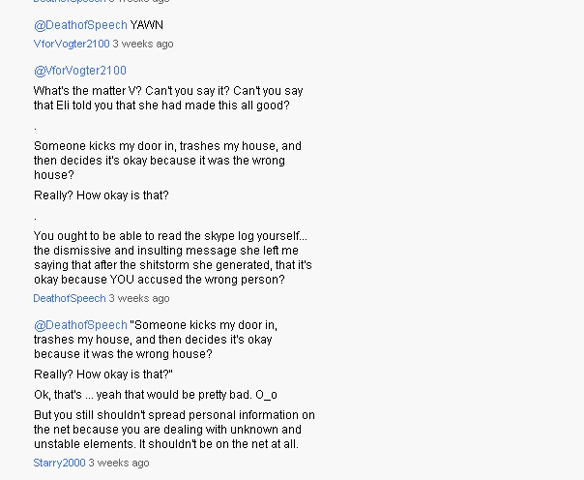 DeathofSpeech 3 weeks ago
@DeathofSpeech YAWN
VforVogter2100 3 weeks ago
@VforVogter2100
What's the matter V? Can't you say it? Can't you say
that Eli told you that she had made this all good?
.
Someone kicks my door in, trashes my house, and
then decides it's okay because it was the wrong
house?
Really? How okay is that?
.
You ought to be able to read the skype log yourself...
the dismissive and insulting message she left me
saying that after the shitstorm she generated, that it's
okay because YOU accused the wrong person?
DeathofSpeech 3 weeks ago
@DeathofSpeech "Someone kicks my door in,
trashes my house, and then decides it's okay
because it was the wrong house?
Really? How okay is that?"
Ok, that's ... yeah that would be pretty bad. O_o
But you still shouldn't spread personal information on
the net because you are dealing with unknown and
unstable elements. It shouldn't be on the net at all.
Starry2000 3 weeks ago